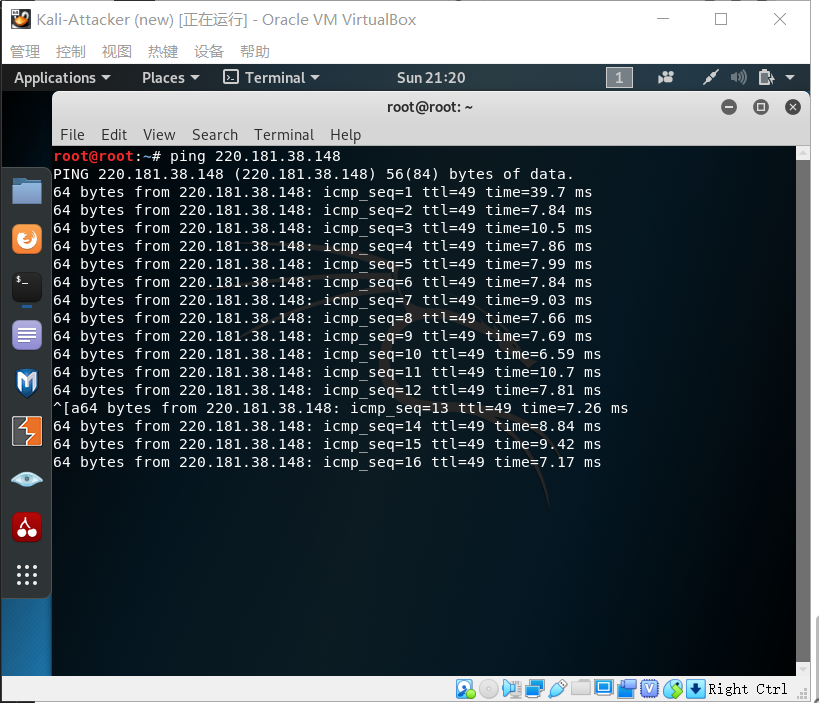 Kali-Attacker (new) [正在运行] - Oracle VM VirtualBox
管理 控制 视图 热键 设备 帮助
Applications Places Terminal Sun 21:20 1
root@root: ~
File Edit View Search Terminal Help
root@root:~# ping 220.181.38.148
PING 220.181.38.148 (220.181.38.148) 56(84) bytes of data.
64 bytes from 220.181.38.148: icmp_seq=1 ttl=49 time=39.7 ms
64 bytes from 220.181.38.148: icmp_seq=2 ttl=49 time=7.84 ms
64 bytes from 220.181.38.148: icmp_seq=3 ttl=49 time=10.5 ms
64 bytes from 220.181.38.148: icmp_seq=4 ttl=49 time=7.86 ms
64 bytes from 220.181.38.148: icmp_seq=5 ttl=49 time=7.99 ms
64 bytes from 220.181.38.148: icmp_seq=6 ttl=49 time=7.84 ms
64 bytes from 220.181.38.148: icmp_seq=7 ttl=49 time=9.03 ms
64 bytes from 220.181.38.148: icmp_seq=8 ttl=49 time=7.66 ms
64 bytes from 220.181.38.148: icmp_seq=9 ttl=49 time=7.69 ms
64 bytes from 220.181.38.148: icmp_seq=10 ttl=49 time=6.59 ms
64 bytes from 220.181.38.148: icmp_seq=11 ttl=49 time=10.7 ms
64 bytes from 220.181.38.148: icmp_seq=12 ttl=49 time=7.81 ms
^[a64 bytes from 220.181.38.148: icmp_seq=13 ttl=49 time=7.26 ms
64 bytes from 220.181.38.148: icmp_seq=14 ttl=49 time=8.84 ms
64 bytes from 220.181.38.148: icmp_seq=15 ttl=49 time=9.42 ms
64 bytes from 220.181.38.148: icmp_seq=16 ttl=49 time=7.17 ms
Right Ctrl